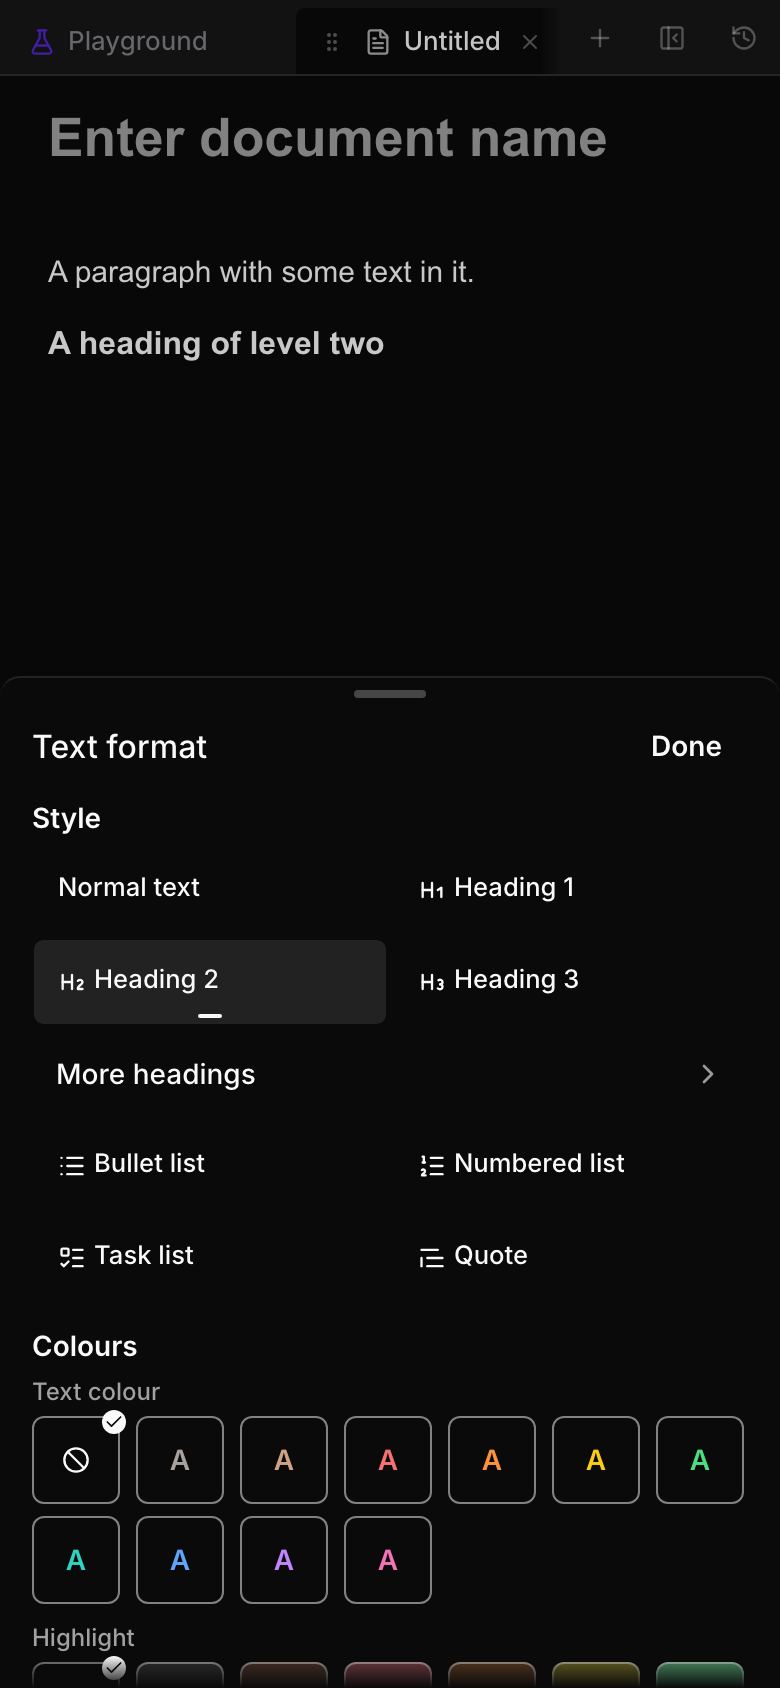 Playground
Untitled
Enter document name
A paragraph with some text in it.
A heading of level two
Text format
Done
Style
Normal text
H1 Heading 1
H2 Heading 2
H3 Heading 3
More headings
Bullet list
Numbered list
Task list
Quote
Colours
Text colour
A A A A A A
A A A A
Highlight